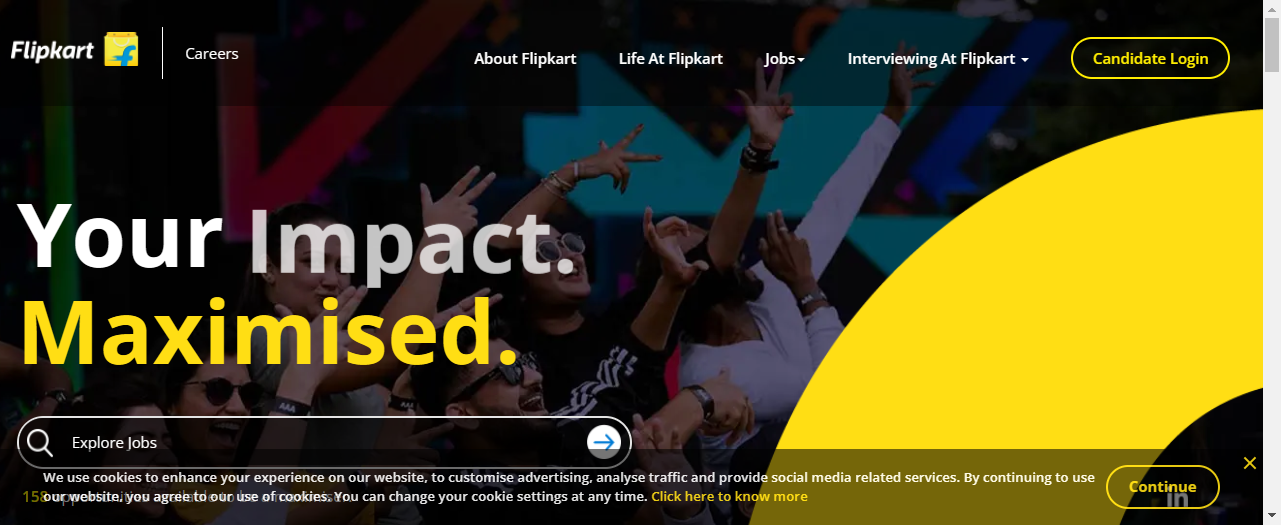 Flipkart
Careers
About Flipkart
Life At Flipkart
Jobs
Interviewing At Flipkart
Candidate Login
Your Impact.
Maximised.
Explore Jobs
We use cookies to enhance your experience on our website, to customise advertising, analyse traffic and provide social media related services. By continuing to use
our website, you agree to our use of cookies. You can change your cookie settings at any time. Click here to know more
Continue
158
in